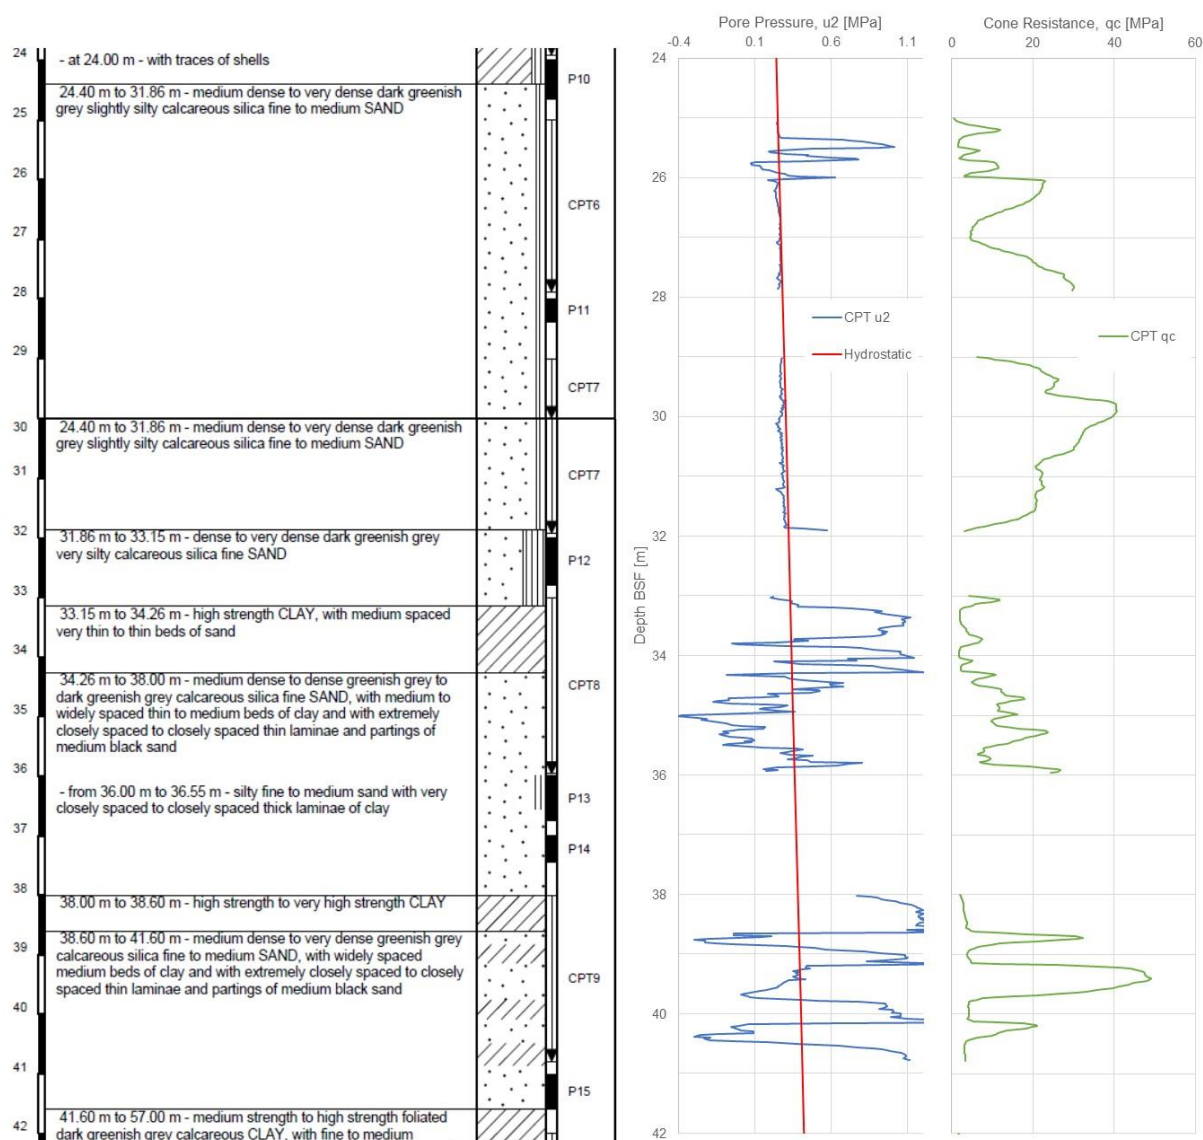 24
- at 24.00 m - with traces of shells
P10
24.40 m to 31.86 m - medium dense to very dense dark greenish
grey slightly silty calcareous silica fine to medium SAND
25
26
CPT6
27
28
P11
29
CPT7
30
24.40 m to 31.86 m - medium dense to very dense dark greenish
grey slightly silty calcareous silica fine to medium SAND
31
CPT7
32
31.86 m to 33.15 m - dense to very dense dark greenish grey
very silty calcareous silica fine SAND
P12
33
33.15 m to 34.26 m - high strength CLAY, with medium spaced
very thin to thin beds of sand
34
34.26 m to 38.00 m - medium dense to dense greenish grey to
dark greenish grey calcareous silica fine SAND, with medium to
widely spaced thin to medium beds of clay and with extremely
closely spaced to closely spaced thin laminae and partings of
medium black sand
CPT8
35
36
- from 36.00 m to 36.55 m - silty fine to medium sand with very
closely spaced to closely spaced thick laminae of clay
P13
37
P14
38
38.00 m to 38.60 m - high strength to very high strength CLAY
39
38.60 m to 41.60 m - medium dense to very dense greenish grey
calcareous silica fine to medium SAND, with widely spaced
medium beds of clay and with extremely closely spaced to closely
spaced thin laminae and partings of medium black sand
CPT9
40
41
P15
42
41.60 m to 57.00 m - medium strength to high strength foliated
dark greenish grey calcareous CLAY, with fine to medium
Pore Pressure, u2 [MPa]
-0.4 0.1 0.6 1.1
Depth BSF [m]
24
26
28
30
32
34
36
38
40
42
CPT u2
Hydrostatic
Cone Resistance, qc [MPa]
0 20 40 60
CPT qc